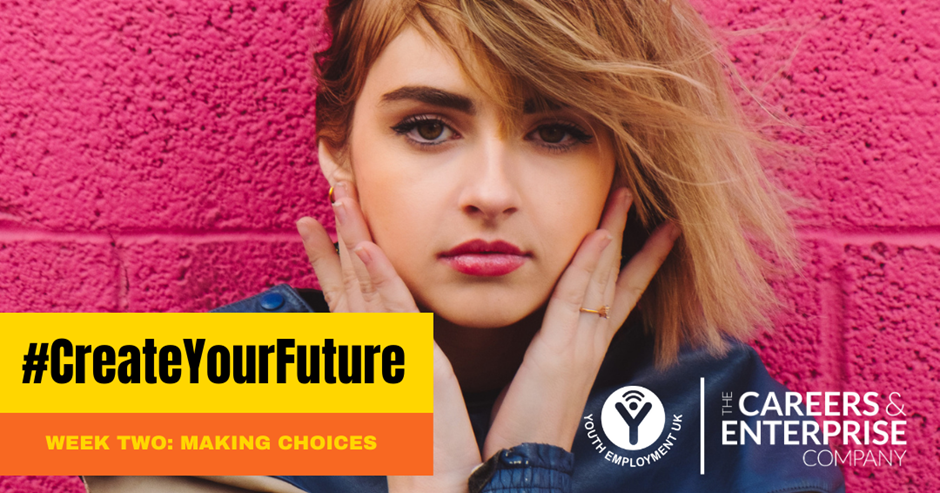 #CreateYourFuture
WEEK TWO: MAKING CHOICES
YOUTH EMPLOYMENT UK
THE
CAREERS &
ENTERPRISE
COMPANY